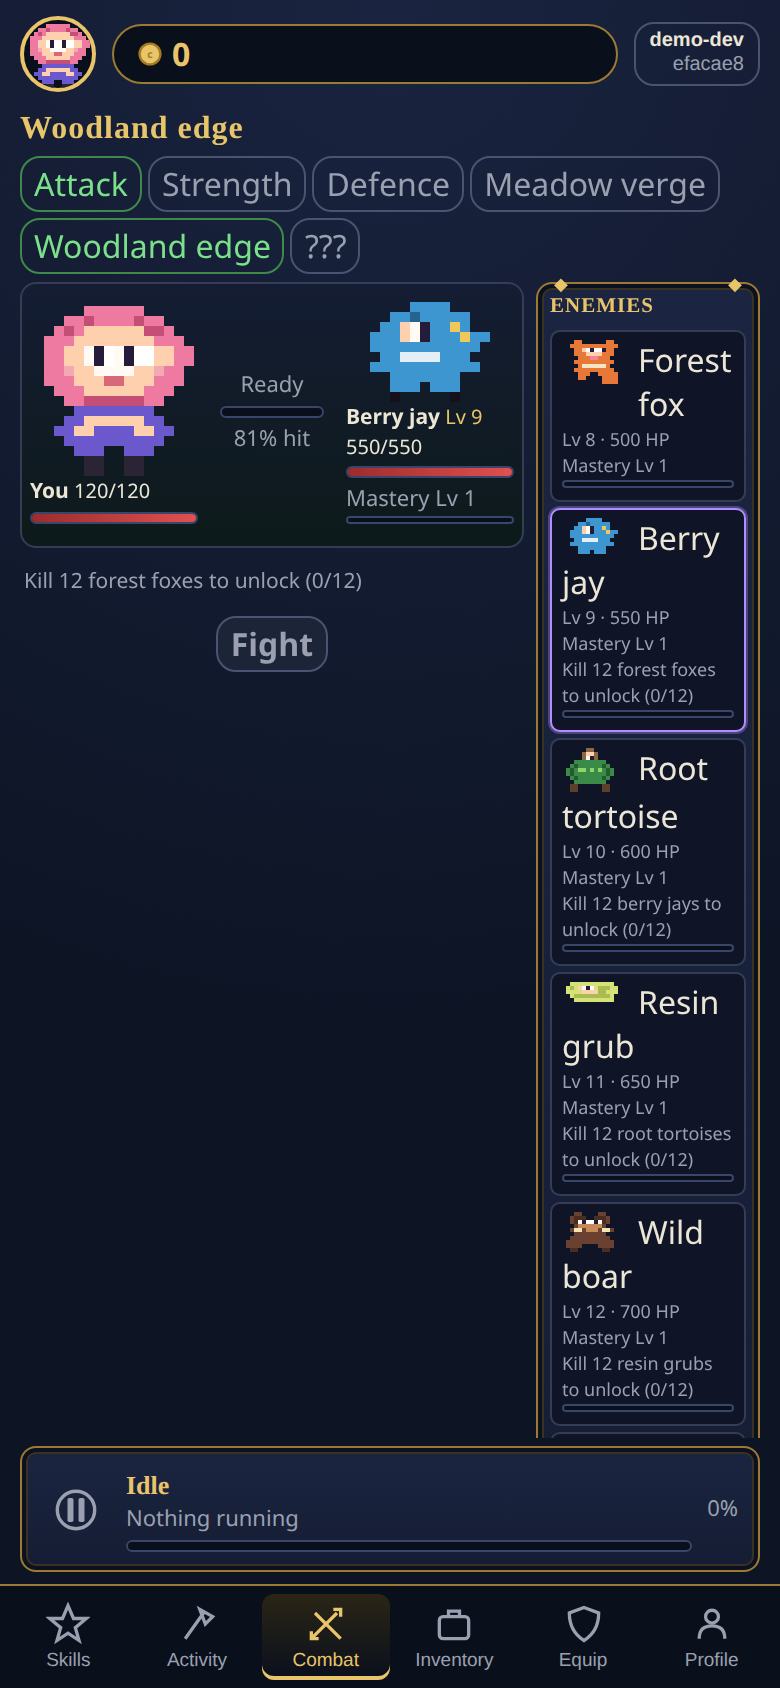 0
demo-dev
efacae8
Woodland edge
Attack
Strength
Defence
Meadow verge
Woodland edge
???
You 120/120
Ready
81% hit
Berry jay Lv 9
550/550
Mastery Lv 1
Kill 12 forest foxes to unlock (0/12)
Fight
ENEMIES
Forest
fox
Lv 8 · 500 HP
Mastery Lv 1
Berry
jay
Lv 9 · 550 HP
Mastery Lv 1
Kill 12 forest foxes
to unlock (0/12)
Root
tortoise
Lv 10 · 600 HP
Mastery Lv 1
Kill 12 berry jays to
unlock (0/12)
Resin
grub
Lv 11 · 650 HP
Mastery Lv 1
Kill 12 root tortoises
to unlock (0/12)
Wild
boar
Lv 12 · 700 HP
Mastery Lv 1
Kill 12 resin grubs
to unlock (0/12)
Idle
Nothing running
0%
Skills
Activity
Combat
Inventory
Equip
Profile